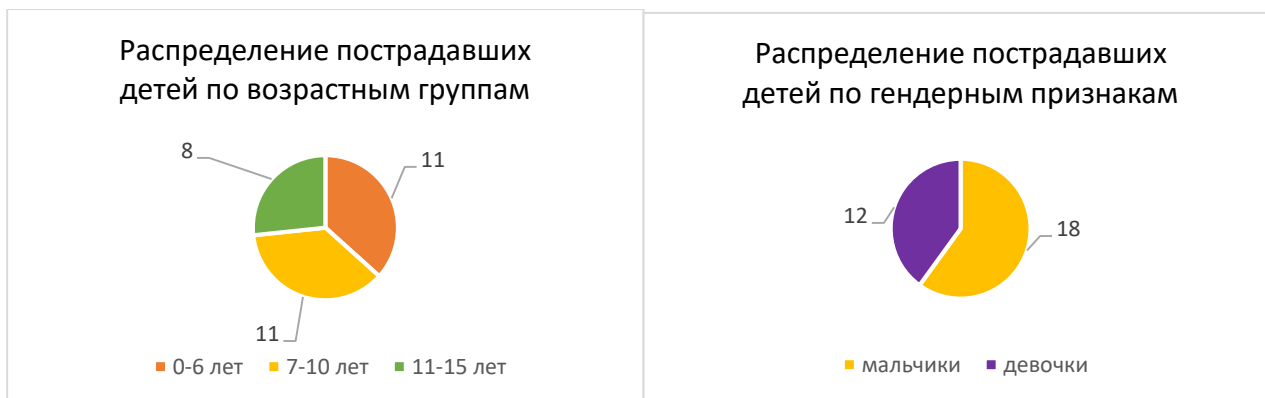 Распределение пострадавших
детей по возрастным группам
8
11
11
0-6 лет 7-10 лет 11-15 лет
Распределение пострадавших
детей по гендерным признакам
12
18
мальчики девочки